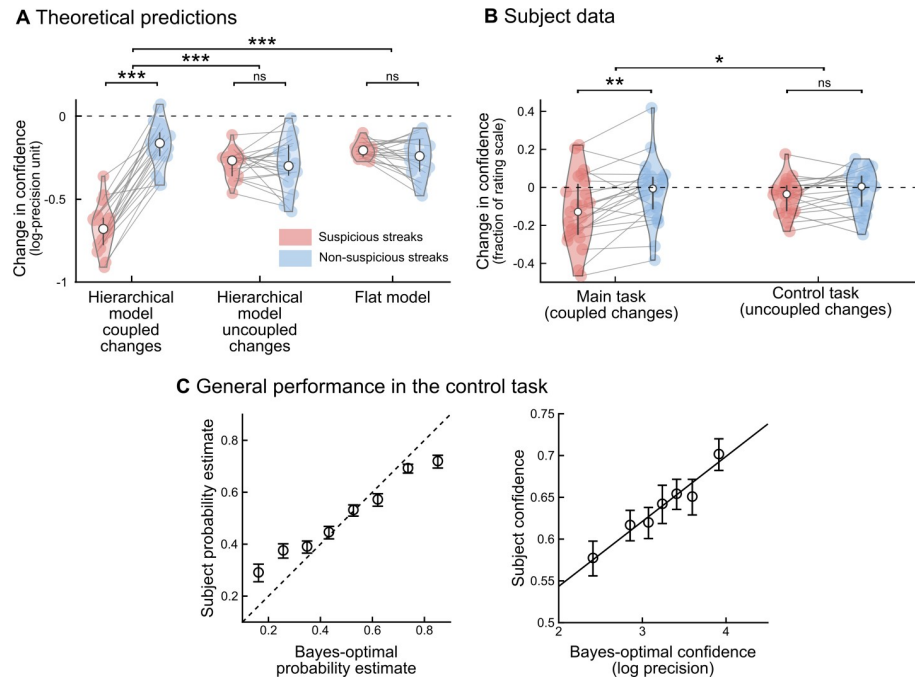 A Theoretical predictions
***
***
***
ns
ns
Change in confidence
(log-precision unit)
0
-0.5
-1
Suspicious streaks
Non-suspicious streaks
Hierarchical
model
coupled
changes
Hierarchical
model
uncoupled
changes
Flat model
B Subject data
*
**
ns
Change in confidence
(fraction of rating scale)
0.4
0.2
0
-0.2
-0.4
Main task
(coupled changes)
Control task
(uncoupled changes)
C General performance in the control task
Subject probability
estimate
0.8
0.6
0.4
0.2
0.2
0.4
0.6
0.8
Bayes-optimal
probability estimate
Subject confidence
0.75
0.7
0.65
0.6
0.55
0.5
2
3
4
Bayes-optimal confidence
(log precision)